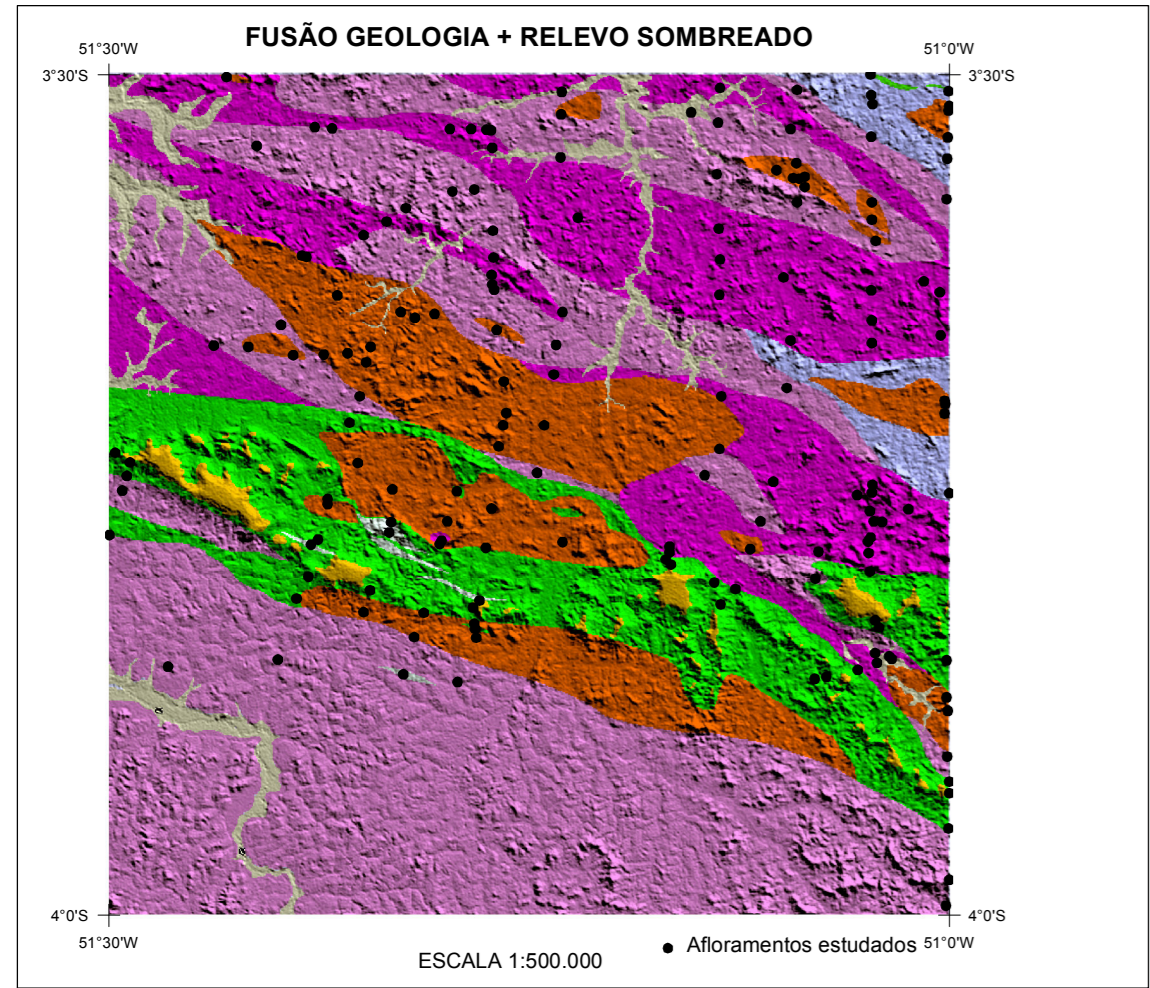 FUSÃO GEOLOGIA + RELEVO SOMBREADO
51°30'W
51°0'W
3°30'S
3°30'S
4°0'S
4°0'S
51°30'W
51°0'W
Afloramentos estudados
ESCALA 1:500.000